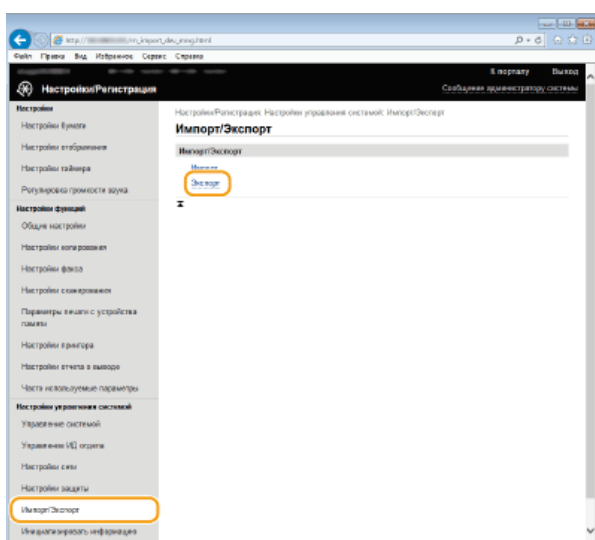 Файл Правка Вид Избранное Сервис Справка
К порталу Выход
Настройки/Регистрация
Сообщение администратору системы
Настройки/Регистрация: Настройки управления системой: Импорт/Экспорт
Импорт/Экспорт
Импорт/Экспорт
Импорт
Экспорт
Настройки
Настройки бумаги
Настройки отображения
Настройки таймера
Регулировка громкости звука
Настройки функций
Общие настройки
Настройки копирования
Настройки факса
Настройки сканирования
Параметры печати с устройства
памяти
Настройки принтера
Настройки отчета о выводе
Часто используемые параметры
Настройки управления системой
Управление системой
Управление ИД отдела
Настройки сети
Настройки защиты
Импорт/Экспорт
Инициализировать информацию